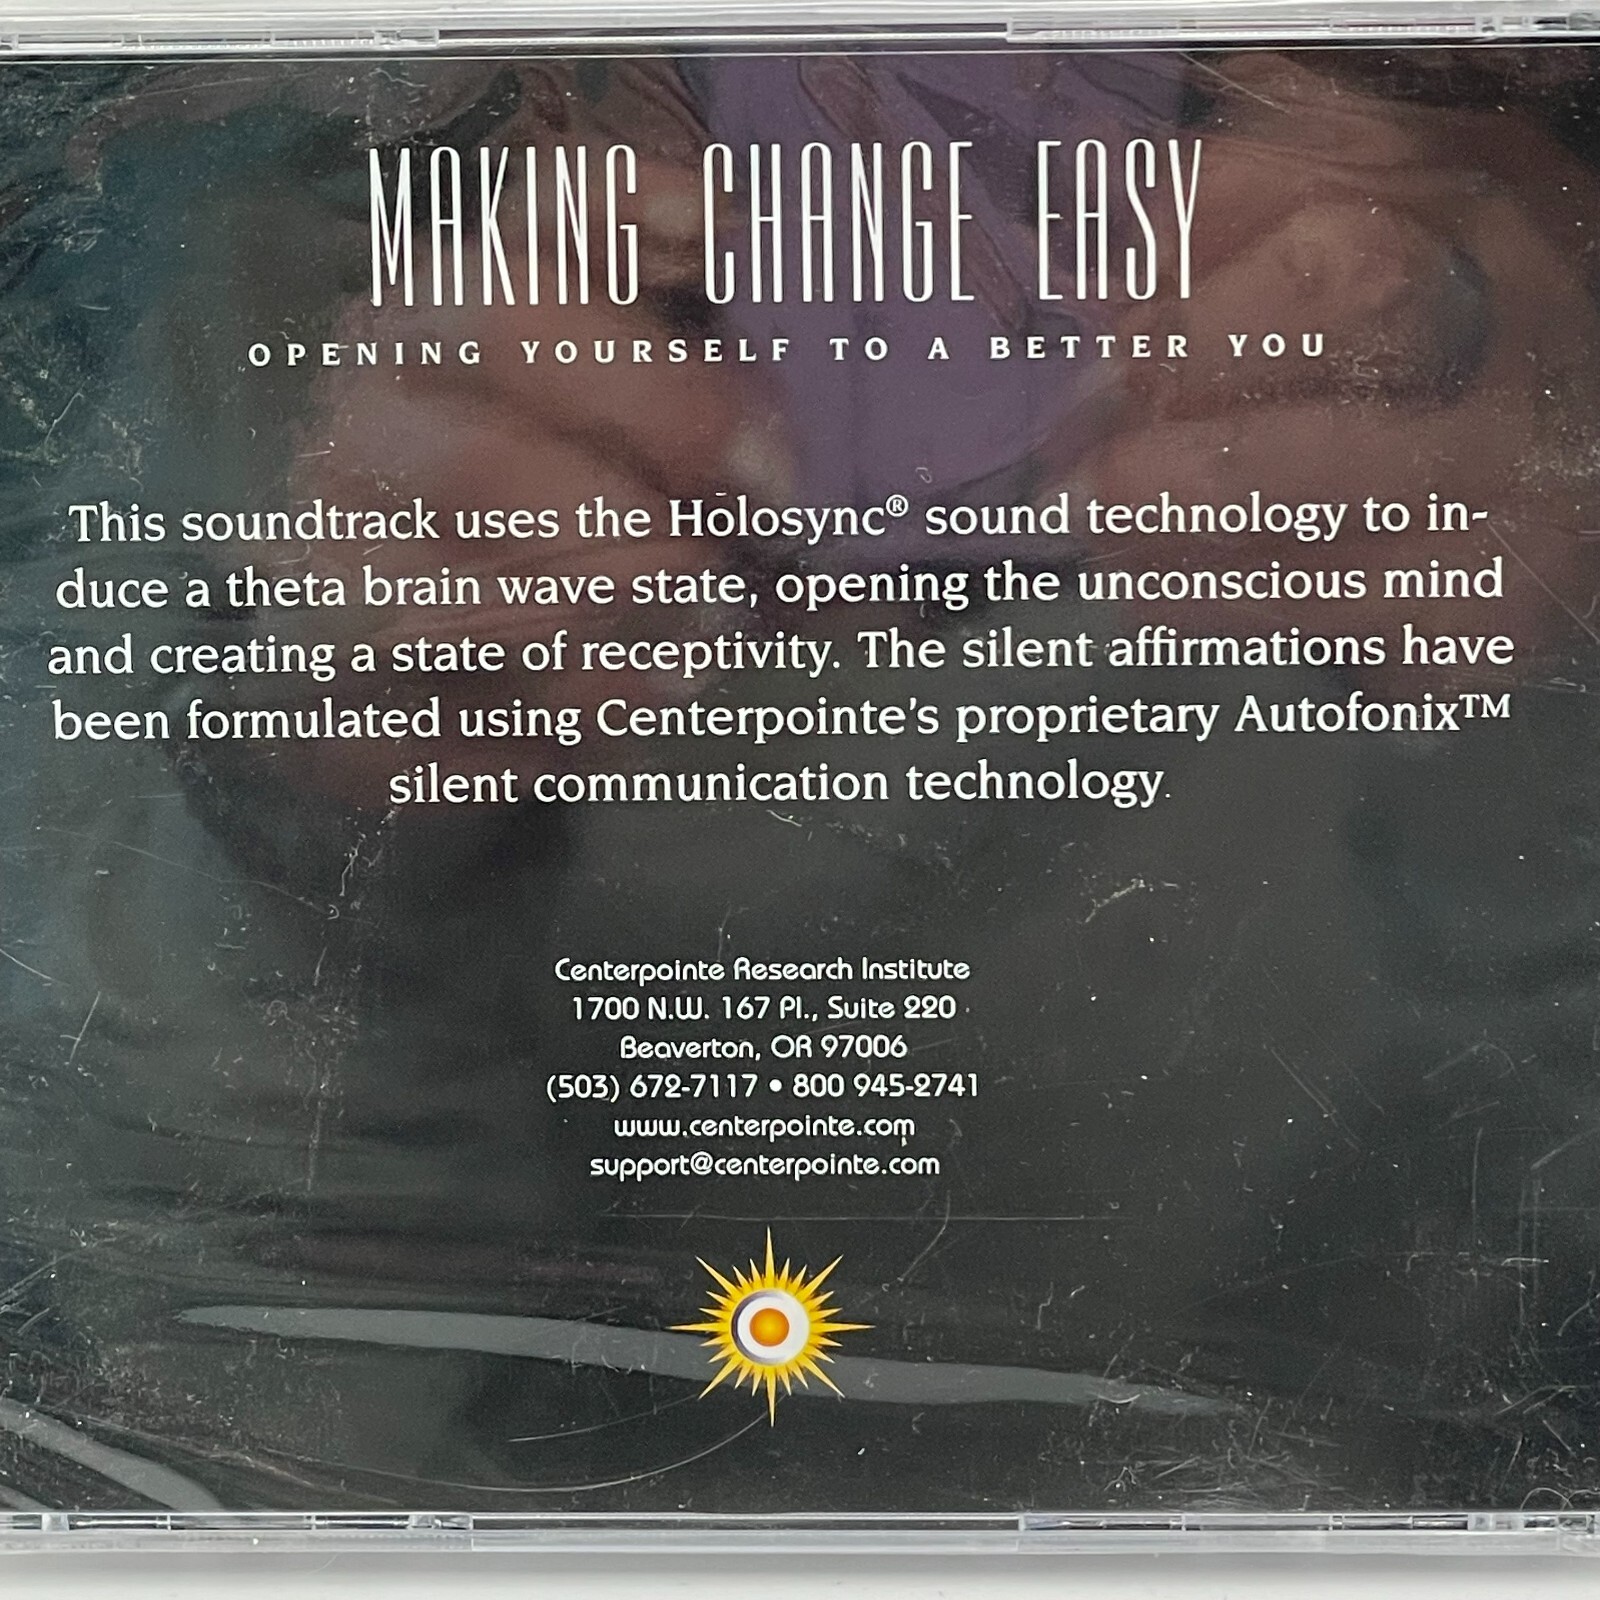 MAKING CHANGE EASY
OPENING YOURSELF TO A BETTER YOU
This soundtrack uses the Holosync® sound technology to in-
duce a theta brain wave state, opening the unconscious mind
and creating a state of receptivity. The silent affirmations have
been formulated using Centerpointe's proprietary Autofonix™
silent communication technology.
Centerpointe Research Institute
1700 N.W. 167 Pl., Suite 220
Beaverton, OR 97006
(503) 672-7117 • 800 945-2741
www.centerpointe.com
support@centerpointe.com